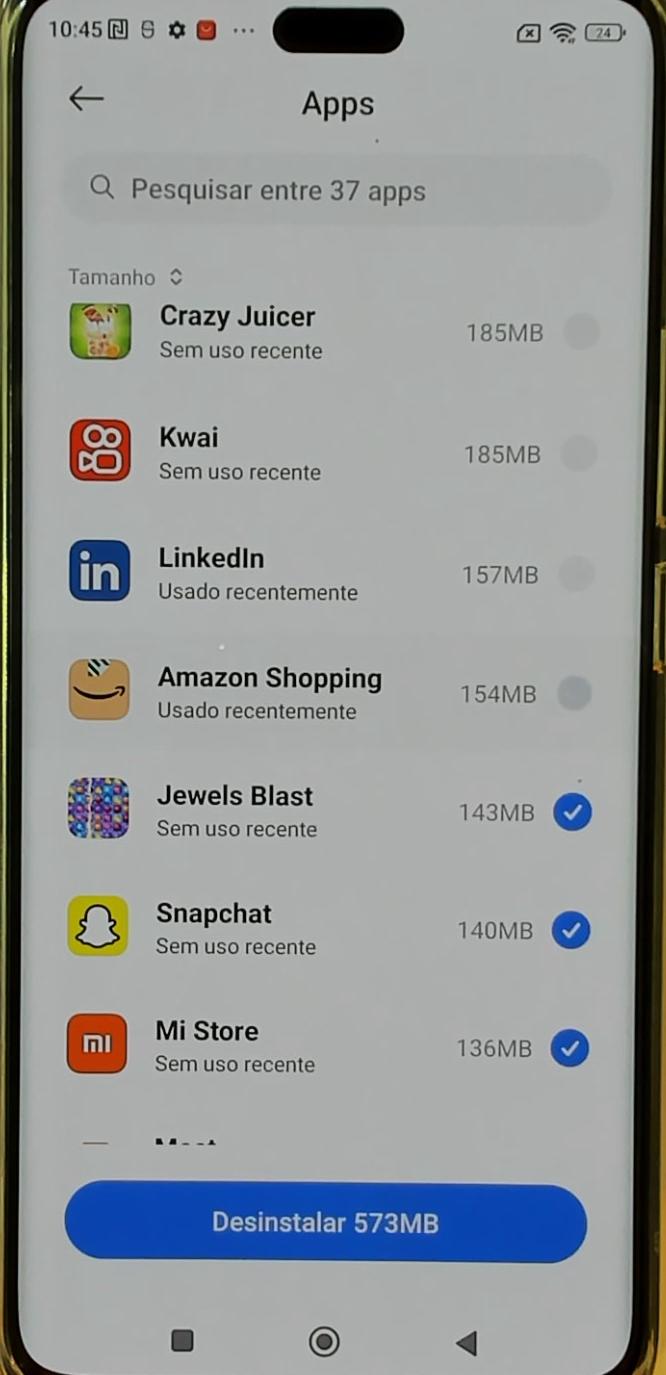 10:45
24
Apps
Pesquisar entre 37 apps
Tamanho
Crazy Juicer
185MB
Sem uso recente
Kwai
185MB
Sem uso recente
in
LinkedIn
157MB
Usado recentemente
Amazon Shopping
154MB
Usado recentemente
Jewels Blast
143MB
Sem uso recente
Snapchat
140MB
Sem uso recente
mi
Mi Store
136MB
Sem uso recente
Desinstalar 573MB